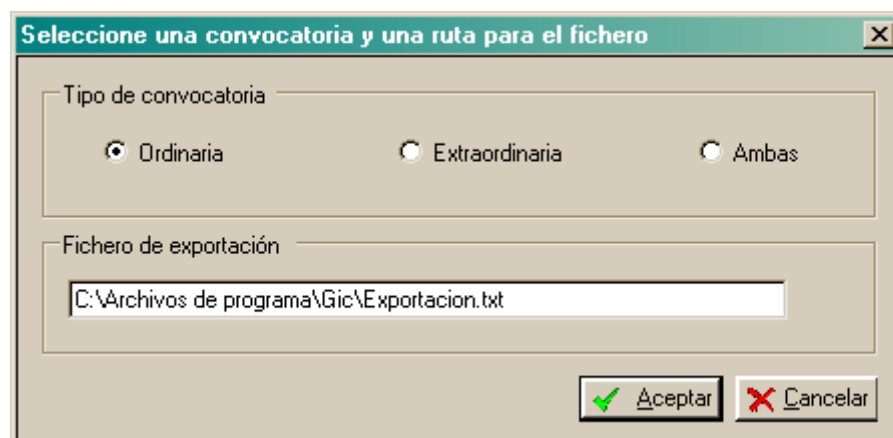 Seleccione una convocatoria y una ruta para el fichero
Tipo de convocatoria
Ordinaria Extraordinaria Ambas
Fichero de exportación
C:\Archivos de programa\Gic\Exportacion.txt
Aceptar Cancelar